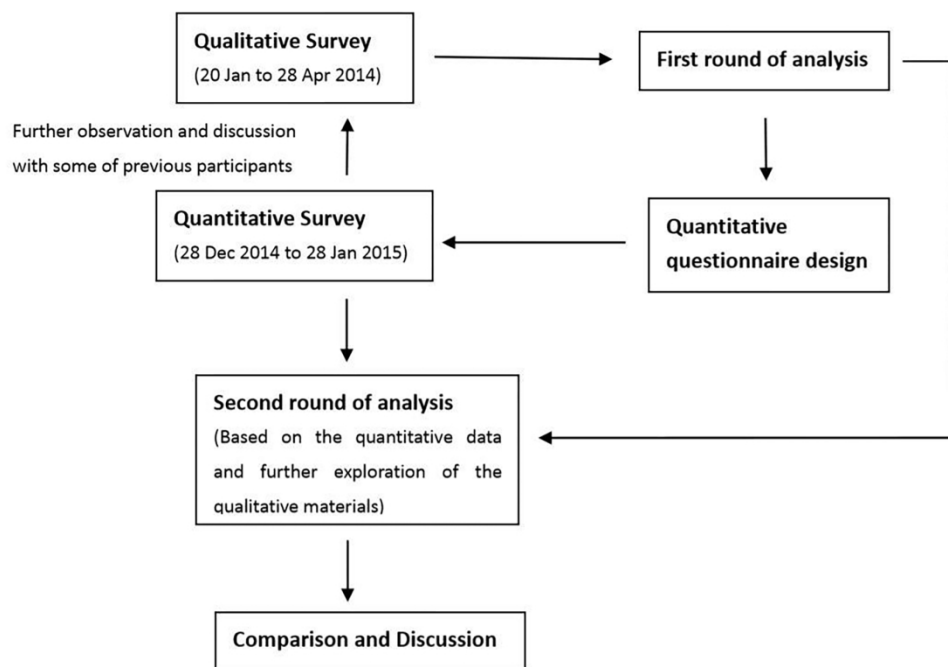 Qualitative Survey
(20 Jan to 28 Apr 2014)
First round of analysis
Further observation and discussion
with some of previous participants
Quantitative Survey
(28 Dec 2014 to 28 Jan 2015)
Quantitative
questionnaire design
Second round of analysis
(Based on the quantitative data
and further exploration of the
qualitative materials)
Comparison and Discussion